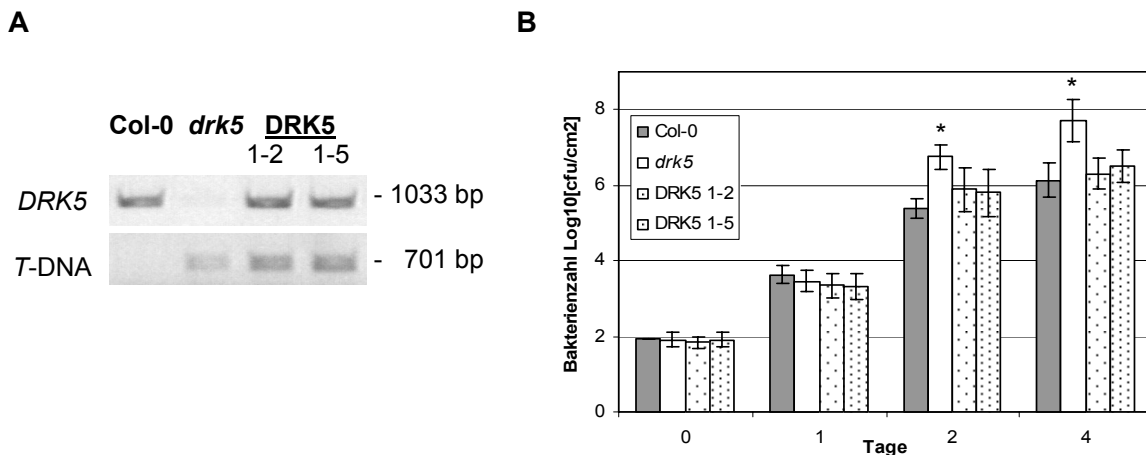 A
Col-0 drk5 DRK5
1-2 1-5
DRK5 - 1033 bp
T-DNA - 701 bp
B
Bakterienzahl Log10[cfu/cm2]
8
6
4
2
0
Col-0
drk5
DRK5 1-2
DRK5 1-5
*
*
0 1 2 4
Tage